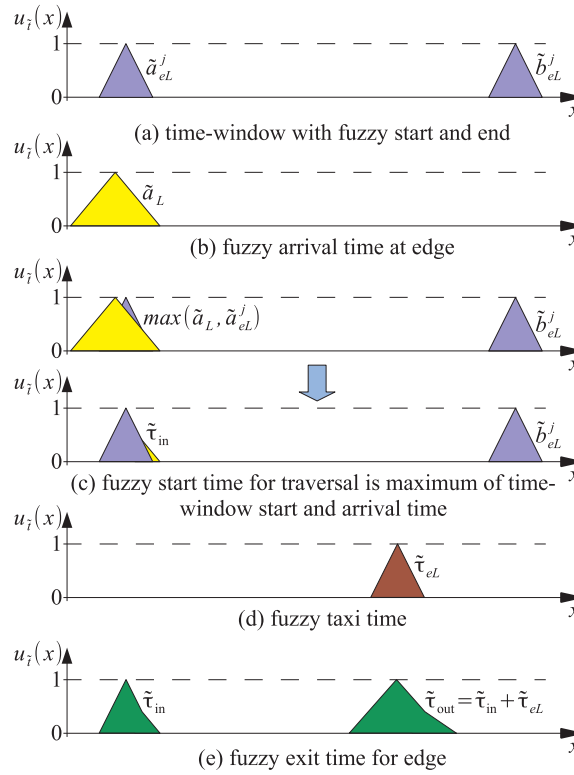 u_t̃(x)
1
ã^j_eL
b̃^j_eL
0
x
(a) time-window with fuzzy start and end
u_t̃(x)
1
ã_L
0
x
(b) fuzzy arrival time at edge
u_t̃(x)
1
max(ã_L, ã^j_eL)
b̃^j_eL
0
x
u_t̃(x)
1
τ̃_in
b̃^j_eL
0
x
(c) fuzzy start time for traversal is maximum of time-
window start and arrival time
u_t̃(x)
1
τ̃_eL
0
x
(d) fuzzy taxi time
u_t̃(x)
1
τ̃_in
τ̃_out=τ̃_in+τ̃_eL
0
x
(e) fuzzy exit time for edge